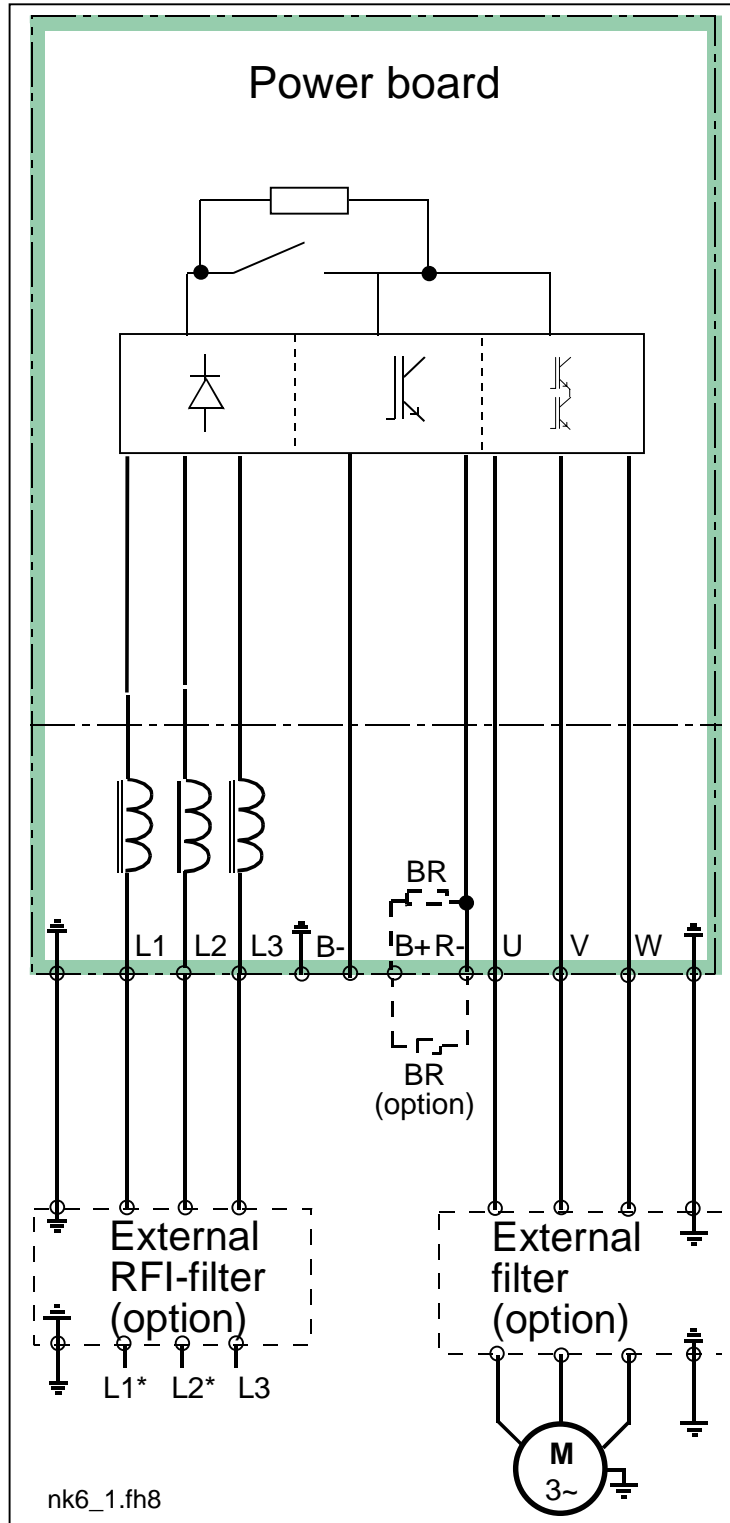 Power board
BR
L1 L2 L3 B- B+ R- U V W
BR
(option)
External
RFI-filter
(option)
External
filter
(option)
L1* L2* L3
M
3~
nk6_1.fh8